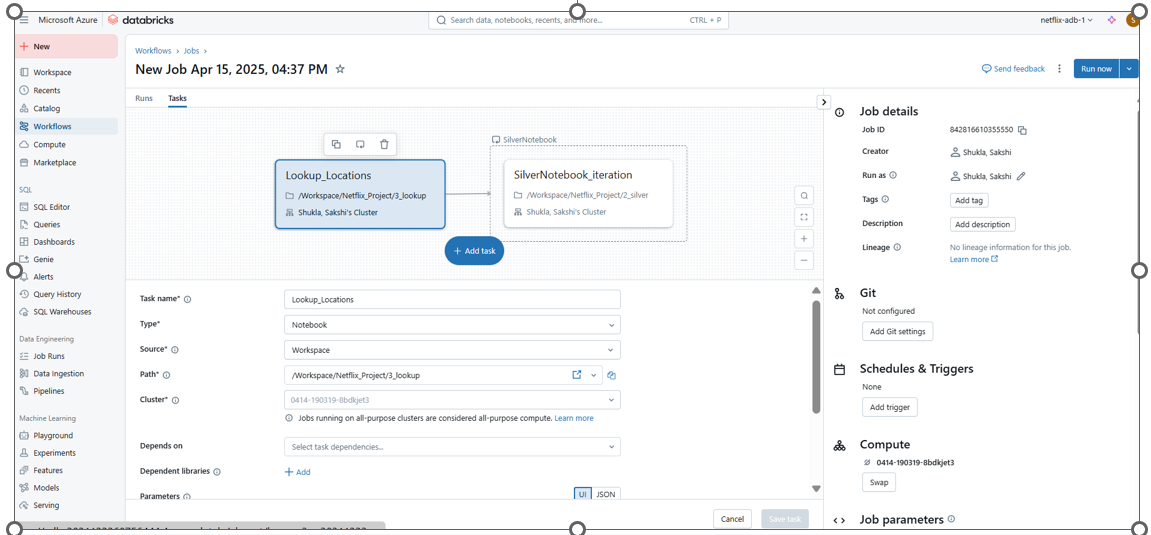 Microsoft Azure databricks
Search data, notebooks, recents, and more... CTRL + P
netflix-adb-1
S
New
Workspace
Recents
Catalog
Workflows
Compute
Marketplace
SQL
SQL Editor
Queries
Dashboards
Genie
Alerts
Query History
SQL Warehouses
Data Engineering
Job Runs
Data Ingestion
Pipelines
Machine Learning
Playground
Experiments
Features
Models
Serving
Workflows > Jobs >
New Job Apr 15, 2025, 04:37 PM
Send feedback
Run now
Runs Tasks
Lookup_Locations
/Workspace/Netflix_Project/3_lookup
Shukla, Sakshi's Cluster
SilverNotebook
SilverNotebook_iteration
/Workspace/Netflix_Project/2_silver
Shukla, Sakshi's Cluster
+ Add task
Task name* Lookup_Locations
Type* Notebook
Source* Workspace
Path* /Workspace/Netflix_Project/3_lookup
Cluster* 0414-190319-8bdkjet3
Jobs running on all-purpose clusters are considered all-purpose compute. Learn more
Depends on Select task dependencies...
Dependent libraries + Add
Parameters UI JSON
Cancel Save task
Job details
Job ID 842816610355550
Creator Shukla, Sakshi
Run as Shukla, Sakshi
Tags Add tag
Description Add description
Lineage No lineage information for this job.
Learn more
Git
Not configured
Add Git settings
Schedules & Triggers
None
Add trigger
Compute
0414-190319-8bdkjet3
Swap
Job parameters